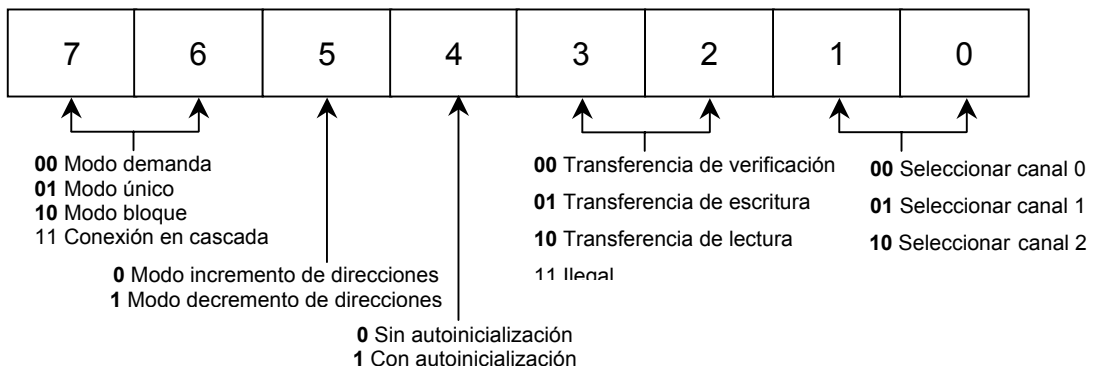 7 6 5 4 3 2 1 0
00 Modo demanda
01 Modo único
10 Modo bloque
11 Conexión en cascada
0 Modo incremento de direcciones
1 Modo decremento de direcciones
0 Sin autoinicialización
1 Con autoinicialización
00 Transferencia de verificación
01 Transferencia de escritura
10 Transferencia de lectura
11 Ilegal
00 Seleccionar canal 0
01 Seleccionar canal 1
10 Seleccionar canal 2